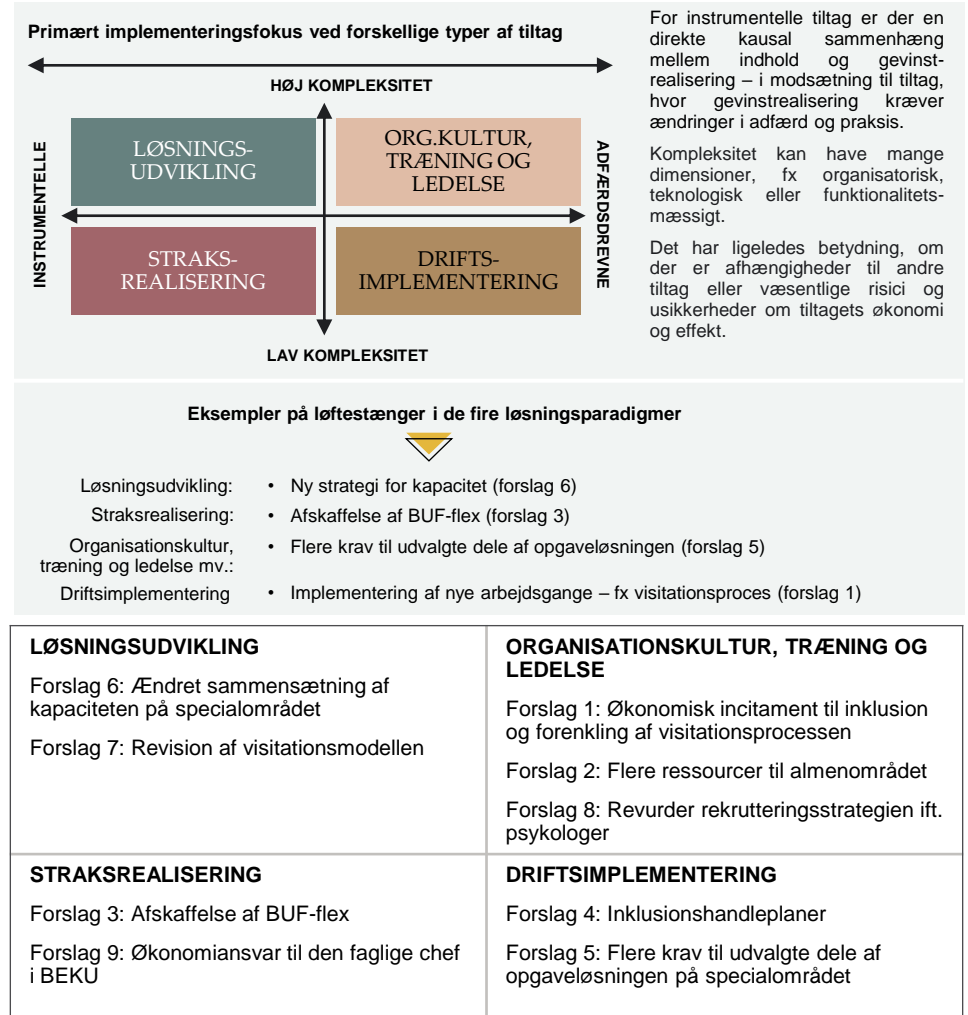 Primært implementeringsfokus ved forskellige typer af tiltag
HØJ KOMPLEKSITET
INSTRUMENTELLE
LØSNINGS-
UDVIKLING
ORG.KULTUR,
TRÆNING OG
LEDELSE
ADFÆRDSDREVNE
STRAKS-
REALISERING
DRIFTS-
IMPLEMENTERING
LAV KOMPLEKSITET
For instrumentelle tiltag er der en
direkte kausal sammenhæng
mellem indhold og gevinst-
realisering – i modsætning til tiltag,
hvor gevinstrealisering kræver
ændringer i adfærd og praksis.
Kompleksitet kan have mange
dimensioner, fx organisatorisk,
teknologisk eller funktionalitets-
mæssigt.
Det har ligeledes betydning, om
der er afhængigheder til andre
tiltag eller væsentlige risici og
usikkerheder om tiltagets økonomi
og effekt.
Eksempler på løftestænger i de fire løsningsparadigmer
Løsningsudvikling: • Ny strategi for kapacitet (forslag 6)
Straksrealisering: • Afskaffelse af BUF-flex (forslag 3)
Organisationskultur, • Flere krav til udvalgte dele af opgaveløsningen (forslag 5)
træning og ledelse mv.:
Driftsimplementering • Implementering af nye arbejdsgange – fx visitationsproces (forslag 1)
LØSNINGSUDVIKLING
Forslag 6: Ændret sammensætning af
kapaciteten på specialområdet
Forslag 7: Revision af visitationsmodellen
ORGANISATIONSKULTUR, TRÆNING OG
LEDELSE
Forslag 1: Økonomisk incitament til inklusion
og forenkling af visitationsprocessen
Forslag 2: Flere ressourcer til almenområdet
Forslag 8: Revurder rekrutteringsstrategien ift.
psykologer
STRAKSREALISERING
Forslag 3: Afskaffelse af BUF-flex
Forslag 9: Økonomiansvar til den faglige chef
i BEKU
DRIFTSIMPLEMENTERING
Forslag 4: Inklusionshandleplaner
Forslag 5: Flere krav til udvalgte dele af
opgaveløsningen på specialområdet